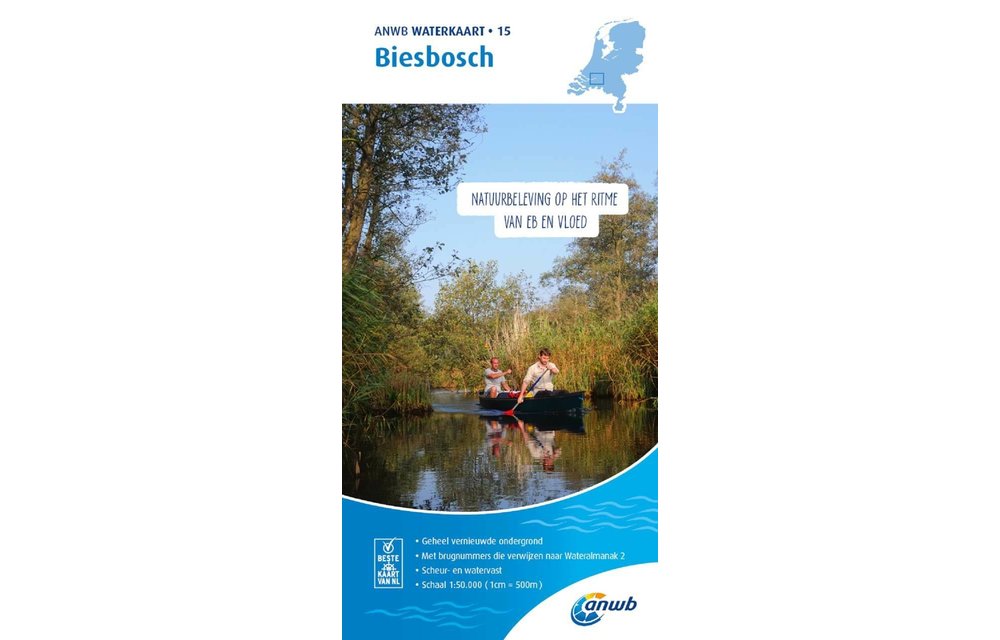 ANWB WATERKAART • 15
Biesbosch
NATUURBELEVING OP HET RITME
VAN EB EN VLOED
• Geheel vernieuwde ondergrond
• Met brugnummers die verwijzen naar Wateralmanak 2
• Scheur- en watervast
• Schaal 1:50.000 ( 1cm = 500m )
BESTE
KAART
VAN NL
anwb